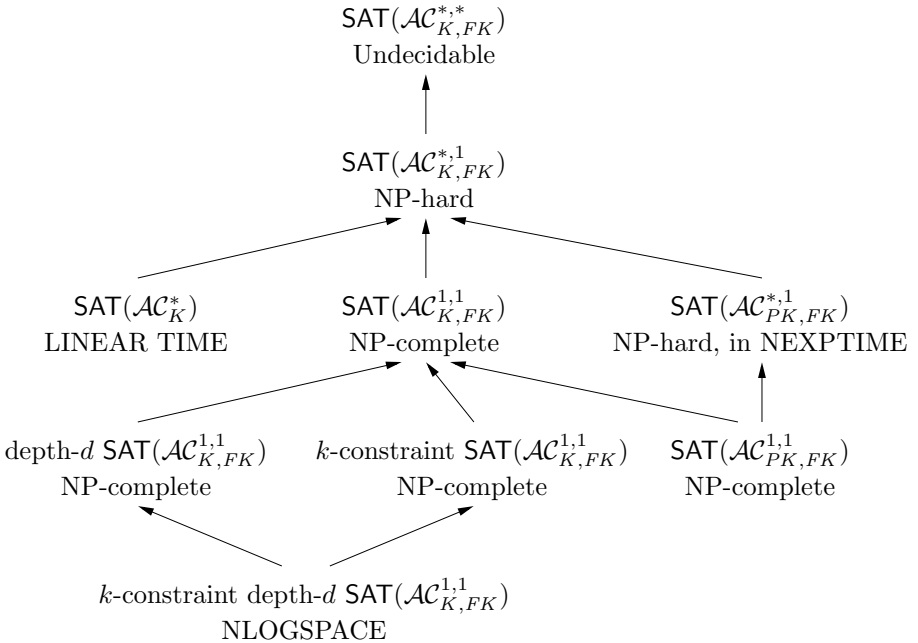 SAT(AC^{*,*}_{K,FK})
Undecidable
SAT(AC^{*,1}_{K,FK})
NP-hard
SAT(AC^{*}_{K})
LINEAR TIME
SAT(AC^{1,1}_{K,FK})
NP-complete
SAT(AC^{*,1}_{PK,FK})
NP-hard, in NEXPTIME
depth-d SAT(AC^{1,1}_{K,FK})
NP-complete
k-constraint SAT(AC^{1,1}_{K,FK})
NP-complete
SAT(AC^{1,1}_{PK,FK})
NP-complete
k-constraint depth-d SAT(AC^{1,1}_{K,FK})
NLOGSPACE